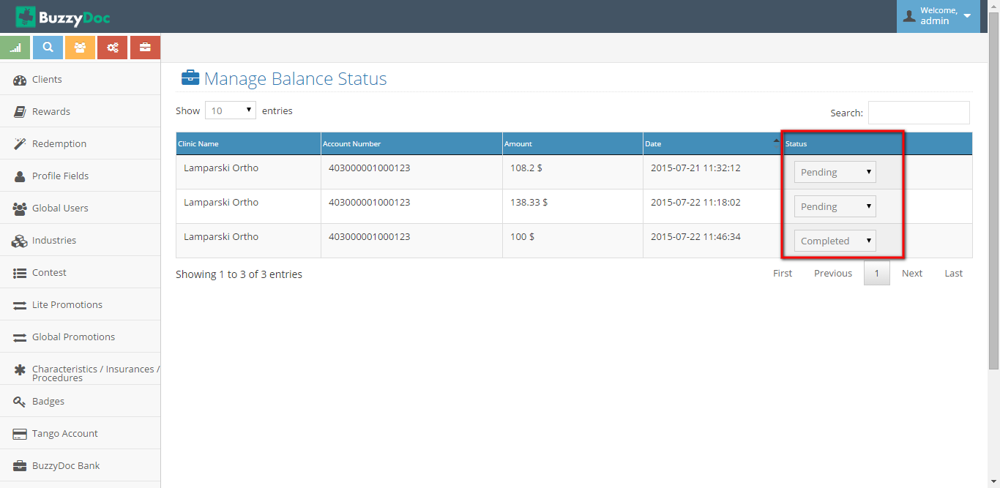 BuzzyDoc
Welcome,
admin
Clients
Rewards
Redemption
Profile Fields
Global Users
Industries
Contest
Lite Promotions
Global Promotions
Characteristics / Insurances /
Procedures
Badges
Tango Account
BuzzyDoc Bank
Manage Balance Status
Show 10 entries
Search:
Clinic Name Account Number Amount Date Status
Lamparski Ortho 403000001000123 108.2 $ 2015-07-21 11:32:12 Pending
Lamparski Ortho 403000001000123 138.33 $ 2015-07-22 11:18:02 Pending
Lamparski Ortho 403000001000123 100 $ 2015-07-22 11:46:34 Completed
Showing 1 to 3 of 3 entries
First Previous 1 Next Last